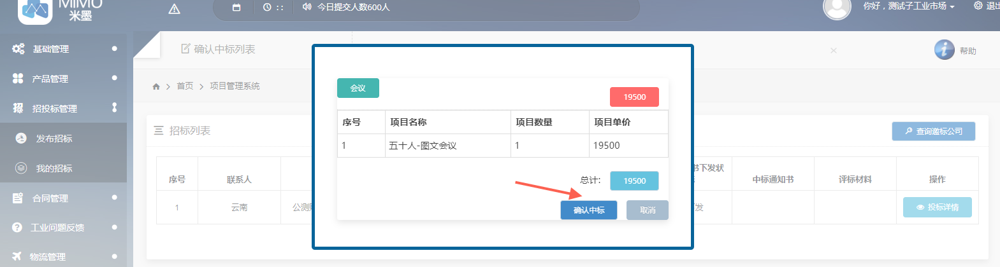 MIMO
米墨
: :
今日提交人数600人
你好，测试子工业市场
退出
基础管理
产品管理
招投标管理
发布招标
我的招标
合同管理
工业问题反馈
物流管理
确认中标列表
×
帮助
首页
项目管理系统
招标列表
查询邀标公司
序号
联系人
书下发状
中标通知书
评标材料
操作
1
云南
公测
发
投标详情
会议
19500
序号 项目名称 项目数量 项目单价
1 五十人-图文会议 1 19500
总计: 19500
确认中标 取消